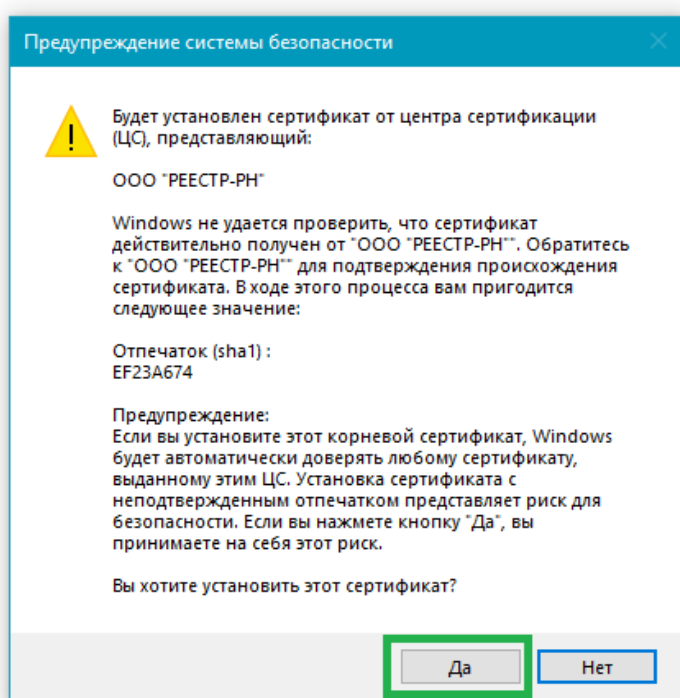 Предупреждение системы безопасности
Будет установлен сертификат от центра сертификации
(ЦС), представляющий:
ООО "РЕЕСТР-РН"
Windows не удается проверить, что сертификат
действительно получен от "ООО "РЕЕСТР-РН"". Обратитесь
к "ООО "РЕЕСТР-РН"" для подтверждения происхождения
сертификата. В ходе этого процесса вам пригодится
следующее значение:
Отпечаток (sha1) :
EF23A674
Предупреждение:
Если вы установите этот корневой сертификат, Windows
будет автоматически доверять любому сертификату,
выданному этим ЦС. Установка сертификата с
неподтвержденным отпечатком представляет риск для
безопасности. Если вы нажмете кнопку "Да", вы
принимаете на себя этот риск.
Вы хотите установить этот сертификат?
Да
Нет